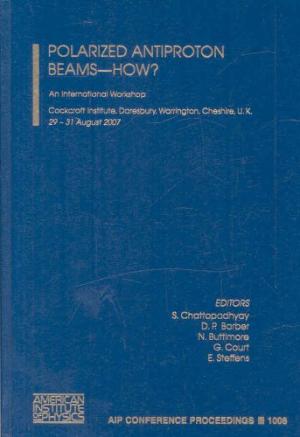 POLARIZED ANTIPROTON
BEAMS—HOW?
An International Workshop
Cockcroft Institute, Daresbury, Warrington, Cheshire, U.K.
29 – 31 August 2007
EDITORS
S. Chattopadhyay
D. P. Barber
N. Buttimore
G. Court
E. Steffens
AMERICAN
INSTITUTE
OF PHYSICS
AIP CONFERENCE PROCEEDINGS ■ 1008